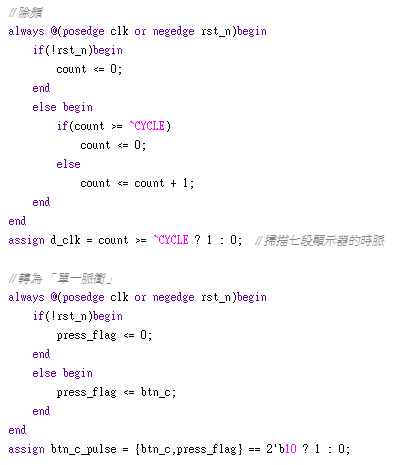 //除頻
always @(posedge clk or negedge rst_n)begin
if(!rst_n)begin
count <= 0;
end
else begin
if(count >= `CYCLE)
count <= 0;
else
count <= count + 1;
end
end
assign d_clk = count >= `CYCLE ? 1 : 0; //掃描七段顯示器的時脈
//轉為「單一脈衝」
always @(posedge clk or negedge rst_n)begin
if(!rst_n)begin
press_flag <= 0;
end
else begin
press_flag <= btn_c;
end
end
assign btn_c_pulse = {btn_c,press_flag} == 2'b10 ? 1 : 0;